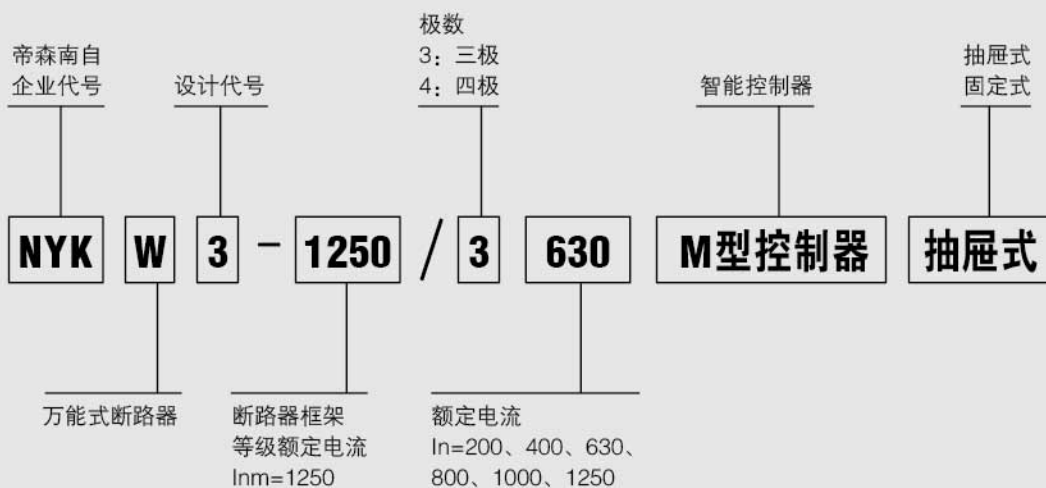 帝森南自
企业代号
设计代号
极数
3：三极
4：四极
智能控制器
抽屉式
固定式
NYK W 3 - 1250 / 3 630 M型控制器 抽屉式
万能式断路器
断路器框架
等级额定电流
Inm=1250
额定电流
In=200、400、630、
800、1000、1250